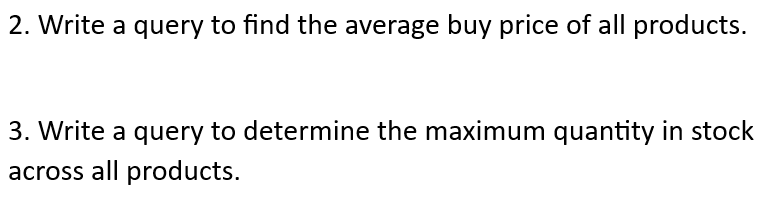 2. Write a query to find the average buy price of all products.
3. Write a query to determine the maximum quantity in stock
across all products.